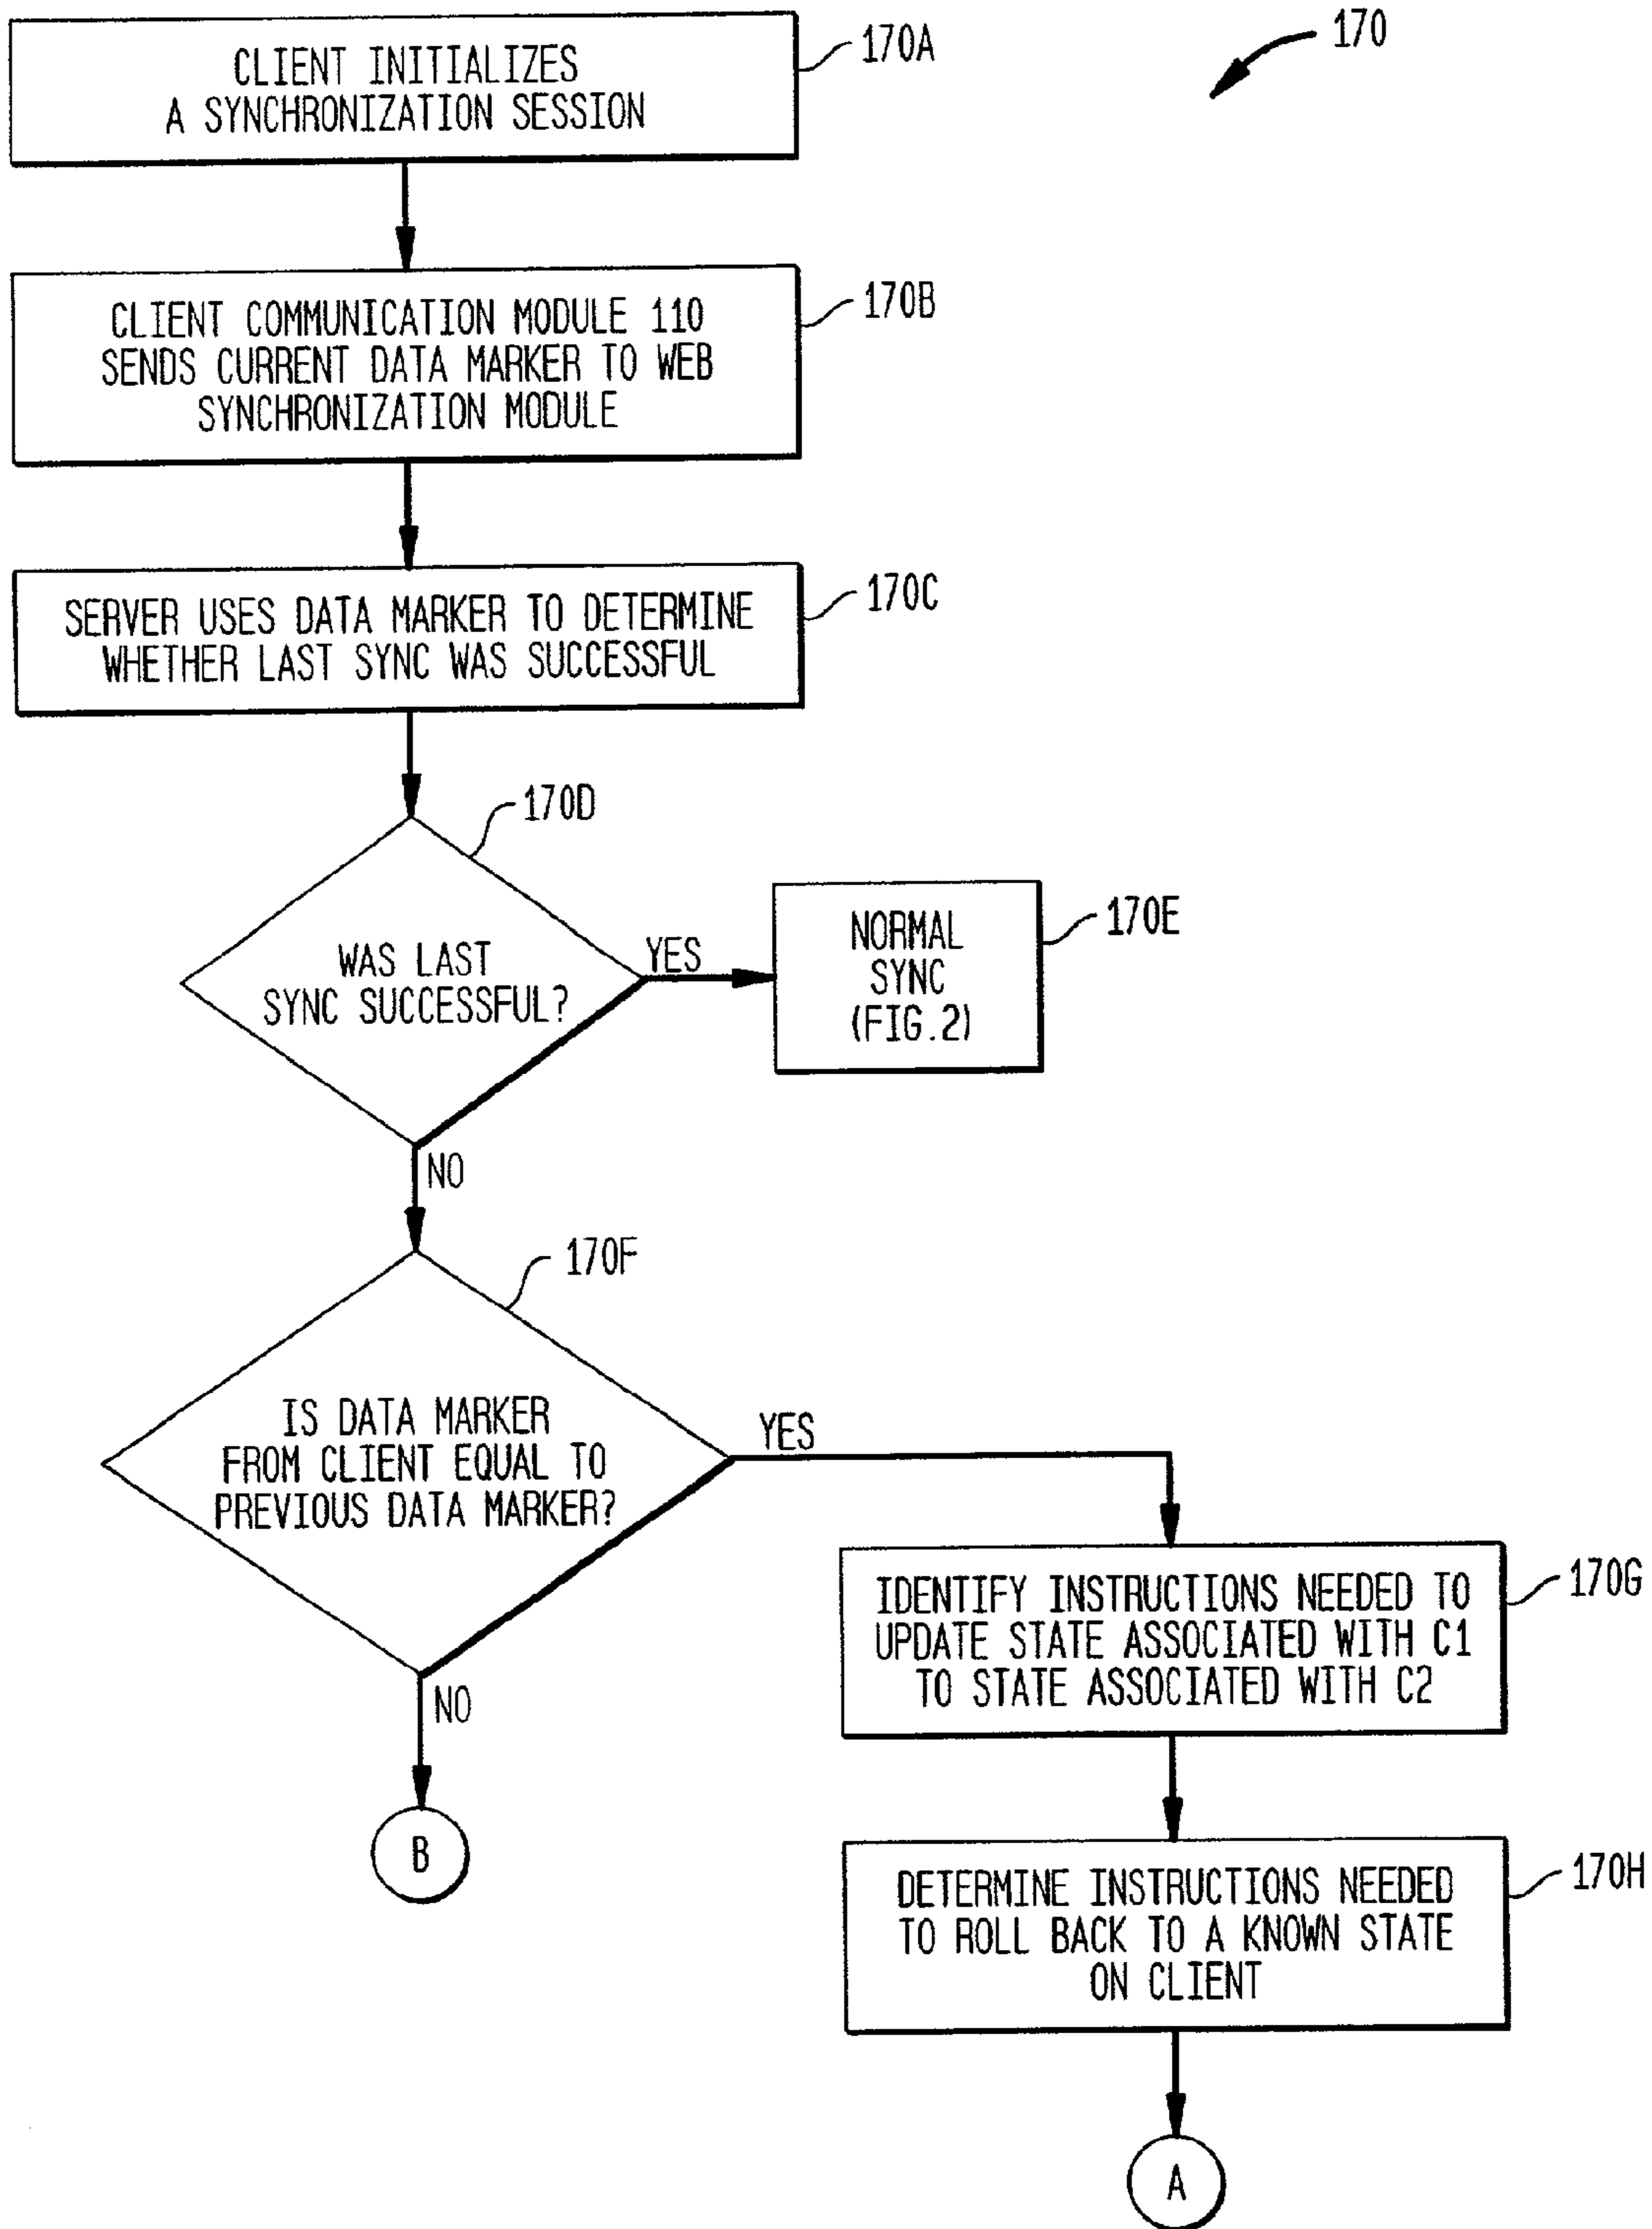 170
CLIENT INITIALIZES
A SYNCHRONIZATION SESSION
170A
CLIENT COMMUNICATION MODULE 110
SENDS CURRENT DATA MARKER TO WEB
SYNCHRONIZATION MODULE
170B
SERVER USES DATA MARKER TO DETERMINE
WHETHER LAST SYNC WAS SUCCESSFUL
170C
170D
WAS LAST
SYNC SUCCESSFUL?
YES
NORMAL
SYNC
(FIG.2)
170E
NO
170F
IS DATA MARKER
FROM CLIENT EQUAL TO
PREVIOUS DATA MARKER?
YES
IDENTIFY INSTRUCTIONS NEEDED TO
UPDATE STATE ASSOCIATED WITH C1
TO STATE ASSOCIATED WITH C2
170G
NO
B
DETERMINE INSTRUCTIONS NEEDED
TO ROLL BACK TO A KNOWN STATE
ON CLIENT
170H
A